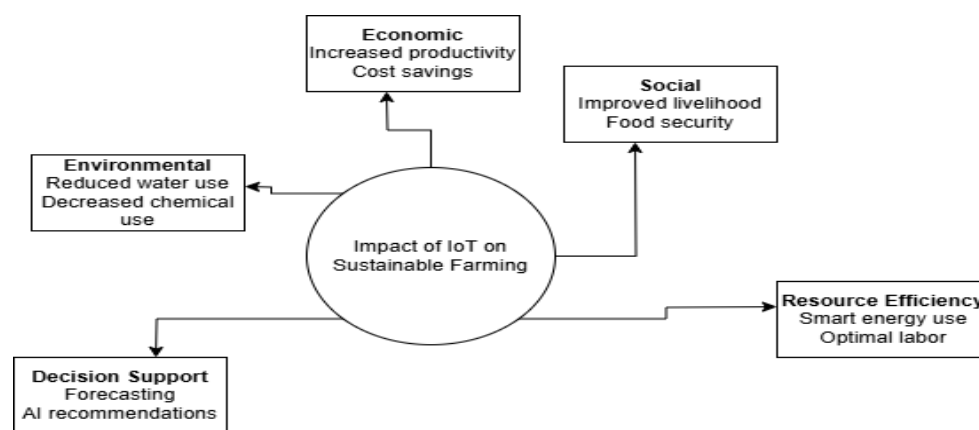 Economic
Increased productivity
Cost savings
Social
Improved livelihood
Food security
Environmental
Reduced water use
Decreased chemical
use
Impact of IoT on
Sustainable Farming
Resource Efficiency
Smart energy use
Optimal labor
Decision Support
Forecasting
AI recommendations